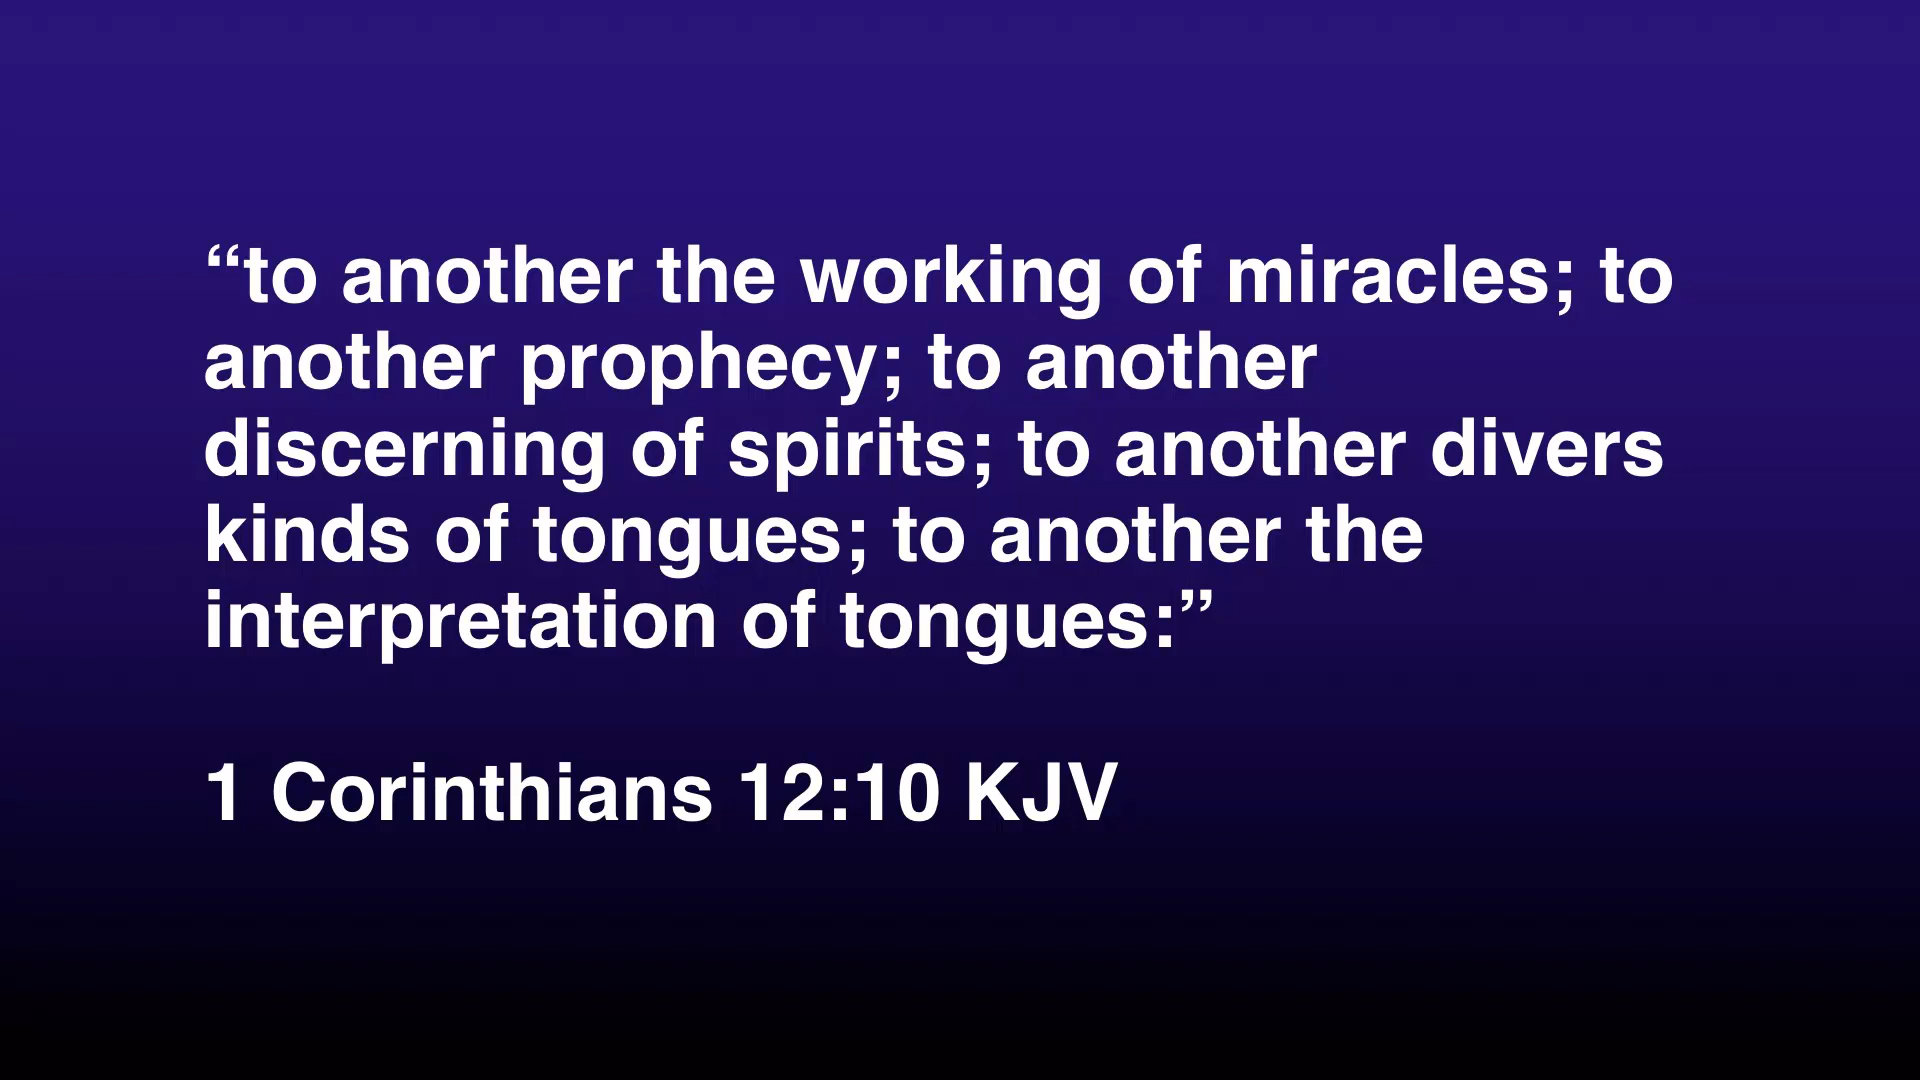 “to another the working of miracles; to
another prophecy; to another
discerning of spirits; to another divers
kinds of tongues; to another the
interpretation of tongues:”
1 Corinthians 12:10 KJV